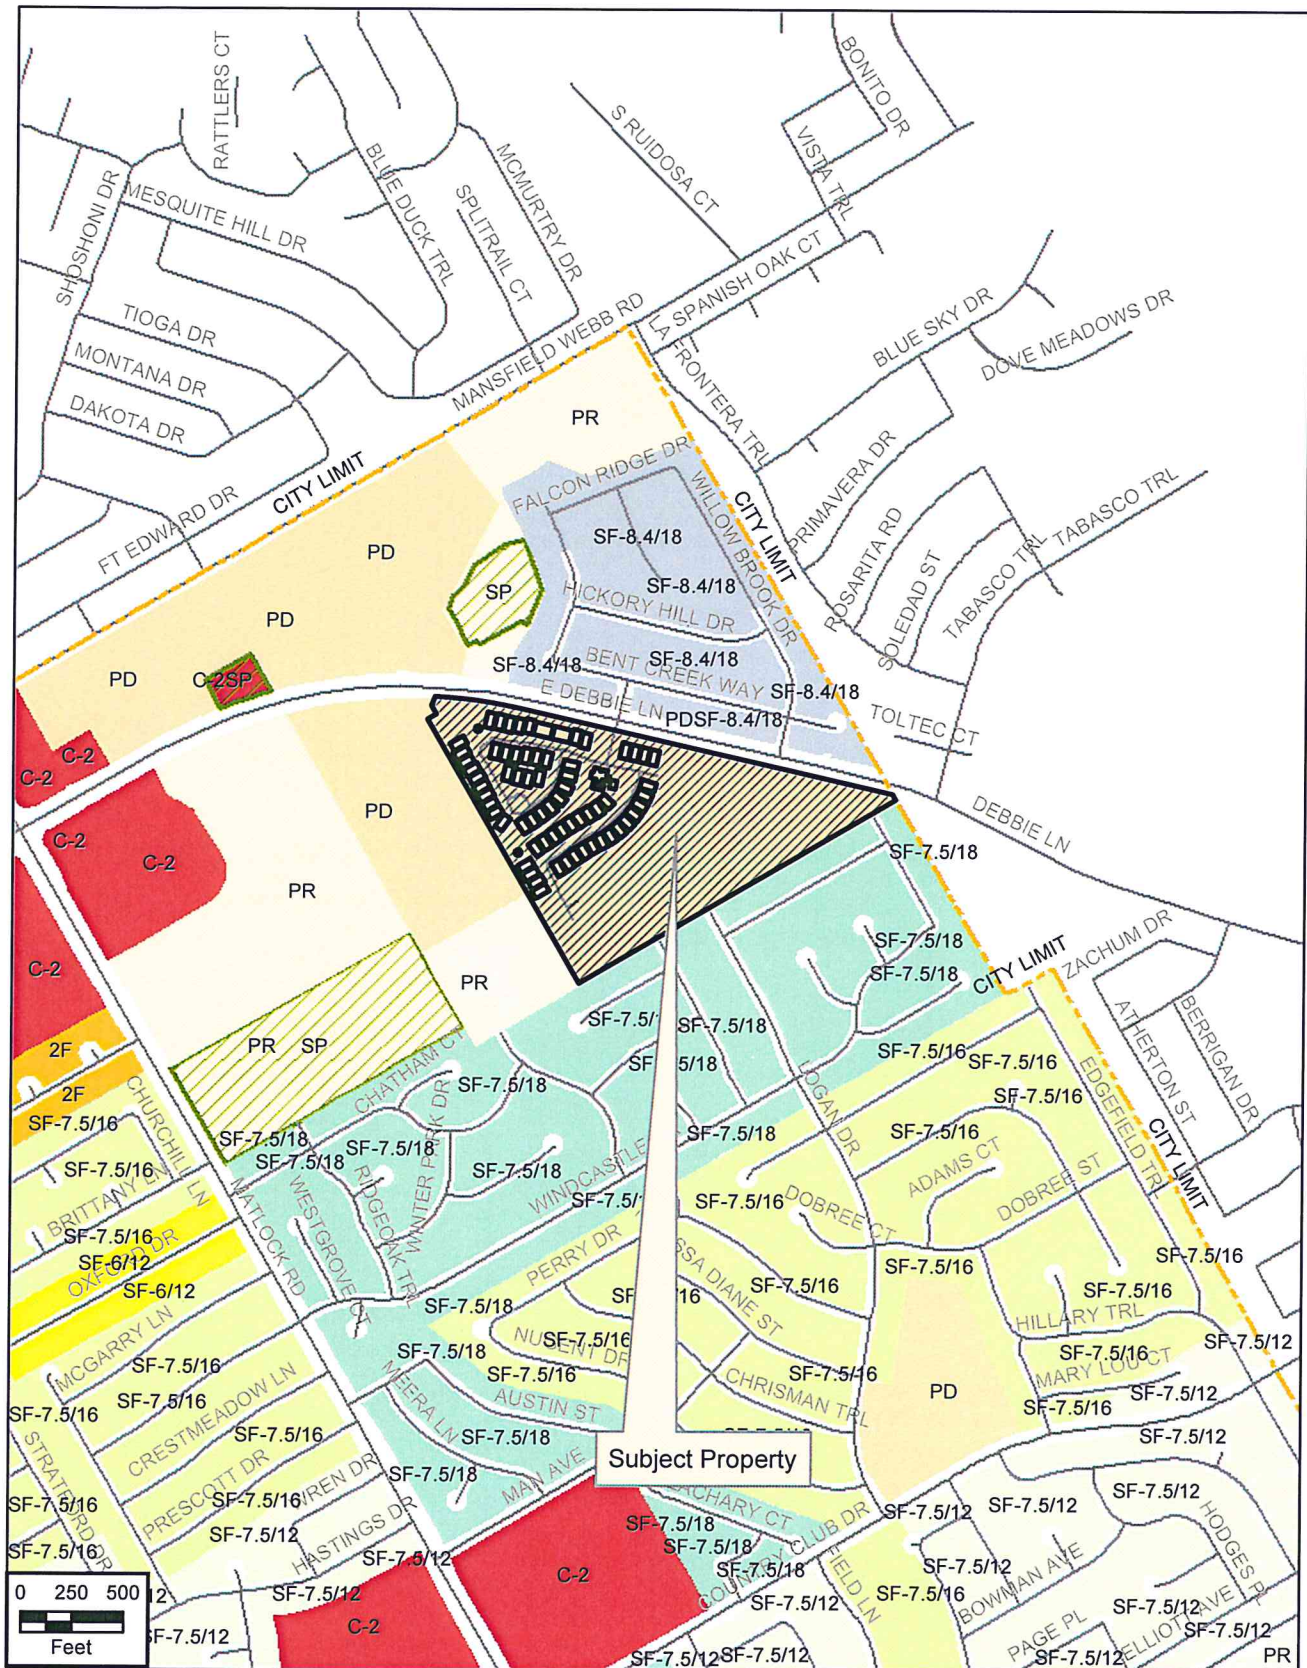 RATTLERS CT
BONITO DR
S RUIDOSA CT
VISTA TRL
MCMURTRY DR
BLUE DUCK TRL
SPLITRAIL CT
SHOSHONI DR
MESQUITE HILL DR
LA SPANISH OAK CT
TIOGA DR
MANSFIELD WEBB RD
LA FRONTERA TRL
BLUE SKY DR
DOVE MEADOWS DR
MONTANA DR
DAKOTA DR
PR
CITY LIMIT
FALCON RIDGE DR
WILLOW BROOK DR
CITY LIMIT
PRIMAVERA DR
ROSARITA RD
SOLEDAD ST
TABASCO TRL
TABASCO TRL
FT EDWARD DR
PD
SF-8.4/18
SP
SF-8.4/18
HICKORY HILL DR
PD
SF-8.4/18
SF-8.4/18
BENT CREEK WAY
SF-8.4/18
PD
C-2SP
E DEBBIE LN
PDSF-8.4/18
TOLTEC CT
C-2
C-2
DEBBIE LN
PD
C-2
C-2
SF-7.5/18
PR
C-2
SF-7.5/18
SF-7.5/18
CITY LIMIT
ZACHUM DR
PR
ATHERTON ST
BERRIGAN DR
SF-7.5/18
2F
PR SP
CHATHAM CT
SF-7.5/16
SF-7.5/16
2F
SF-7.5/18
LOGAN DR
EDGEFIELD TRL
SF-7.5/16
CHURCHILL LN
SF-7.5/16
CITY LIMIT
SF-7.5/18
SF-7.5/18
SF-7.5/18
SF-7.5/18
SF-7.5/16
BRITTANY LN
SF-7.5/16
RIDGEOAK TRL
WINTER PARK DR
SF-7.5/18
WINDCASTLE
ADAMS CT
DOBREE ST
WESTGROVE CT
MATLOCK RD
SF-7.5/16
DOBREE CT
SF-7.5/16
OXFORD DR
SF-6/12
SF-6/12
PERRY DR
SF-7.5/16
SF-7.5/16
SF-7.5/16
SF-7.5/16
SF-7.5/18
MCGARRY LN
NUGENT DR
SF-7.5/16
HILLARY TRL
SF-7.5/12
SF-7.5/16
SF-7.5/18
SF-7.5/16
SF-7.5/16
SF-7.5/16
MARY LOU CT
SF-7.5/16
CRESTMEADOW LN
MEERA LN
AUSTIN ST
CHRISMAN TRL
PD
SF-7.5/12
SF-7.5/16
SF-7.5/16
SF-7.5/16
SF-7.5/18
SF-7.5/12
STRATFORD DR
PRESCOTT DR
SF-7.5/18
Subject Property
SF-7.5/16
SF-7.5/16
WREN DR
SF-7.5/12
SF-7.5/12
SF-7.5/12
SF-7.5/12
HASTINGS DR
SF-7.5/18
COUNTRY CLUB DR
HODGES PL
SF-7.5/16
SF-7.5/12
SF-7.5/18
SF-7.5/12
BOWMAN AVE
C-2
SF-7.5/18
SF-7.5/16
SF-7.5/12
SF-7.5/12
SF-7.5/12
0 250 500
Feet
C-2
PAGE PL
ELLIOTT AVE
SF-7.5/12
SF-7.5/12
SF-7.5/12
SF-7.5/12
PR